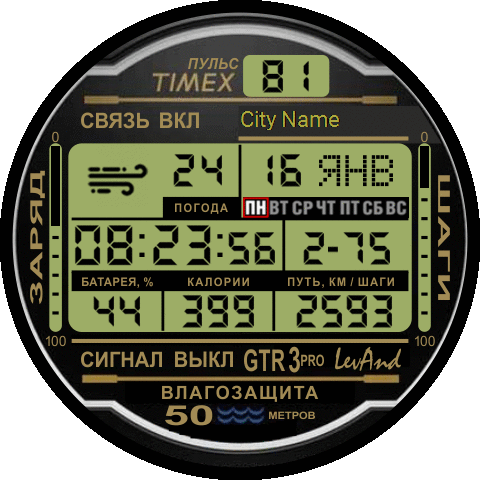 ПУЛЬС 81
TIMEX
СВЯЗЬ ВКЛ City Name
0 0
ЗАРЯД ШАГИ
24 16 ЯНВ
ПОГОДА ПН ВТ СР ЧТ ПТ СБ ВС
08:23:56 2-75
БАТАРЕЯ, % КАЛОРИИ ПУТЬ, КМ / ШАГИ
44 399 2593
100 100
СИГНАЛ ВЫКЛ GTR 3 PRO LevAnd
ВЛАГОЗАЩИТА
50 МЕТРОВ